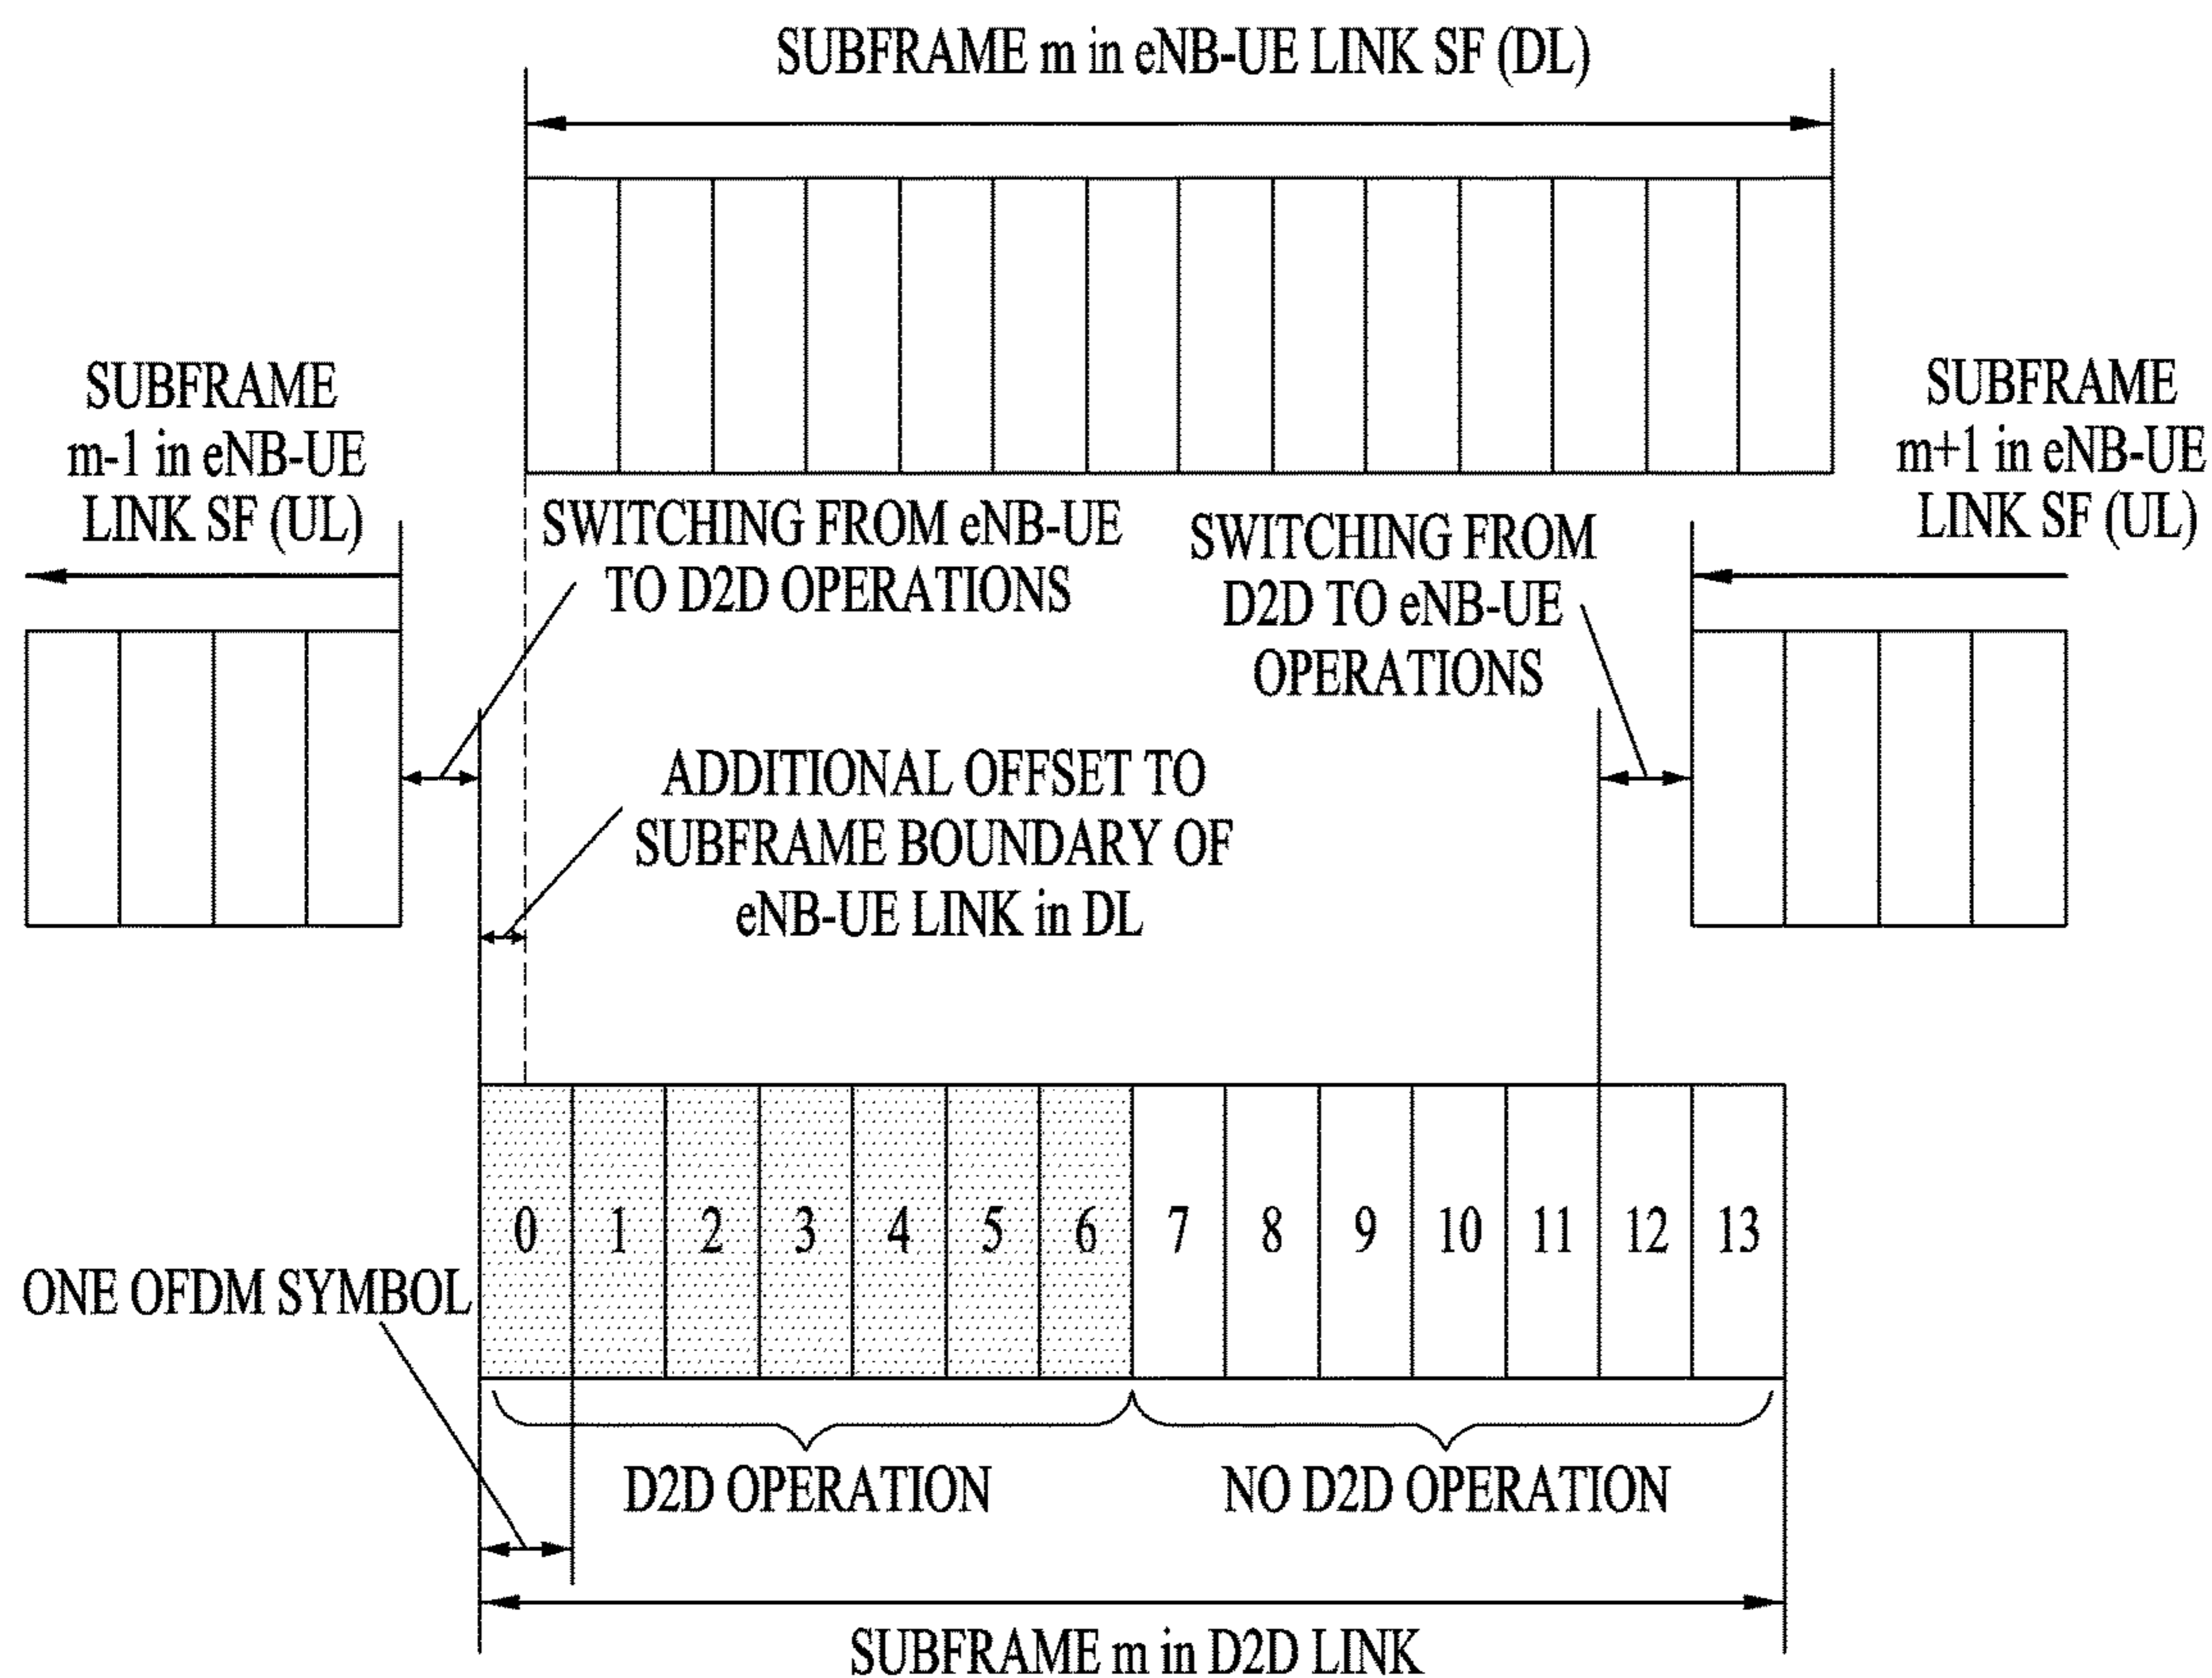 SUBFRAME m in eNB-UE LINK SF (DL)
SUBFRAME
m-1 in eNB-UE
LINK SF (UL)
SUBFRAME
m+1 in eNB-UE
LINK SF (UL)
SWITCHING FROM eNB-UE
TO D2D OPERATIONS
SWITCHING FROM
D2D TO eNB-UE
OPERATIONS
ADDITIONAL OFFSET TO
SUBFRAME BOUNDARY OF
eNB-UE LINK in DL
0 1 2 3 4 5 6 7 8 9 10 11 12 13
ONE OFDM SYMBOL
D2D OPERATION
NO D2D OPERATION
SUBFRAME m in D2D LINK